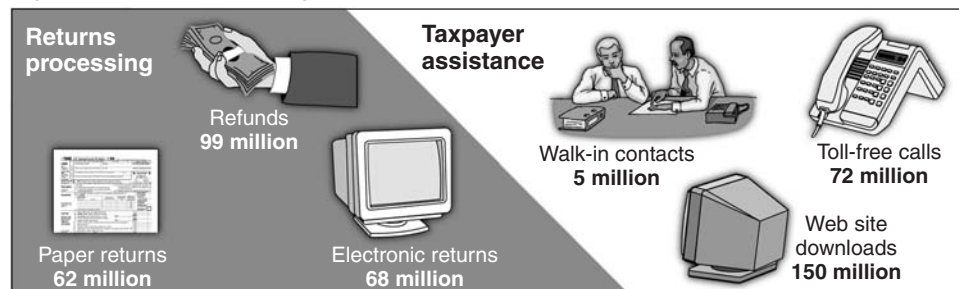 Returns
processing
Refunds
99 million
Paper returns
62 million
Electronic returns
68 million
Taxpayer
assistance
Walk-in contacts
5 million
Toll-free calls
72 million
Web site
downloads
150 million